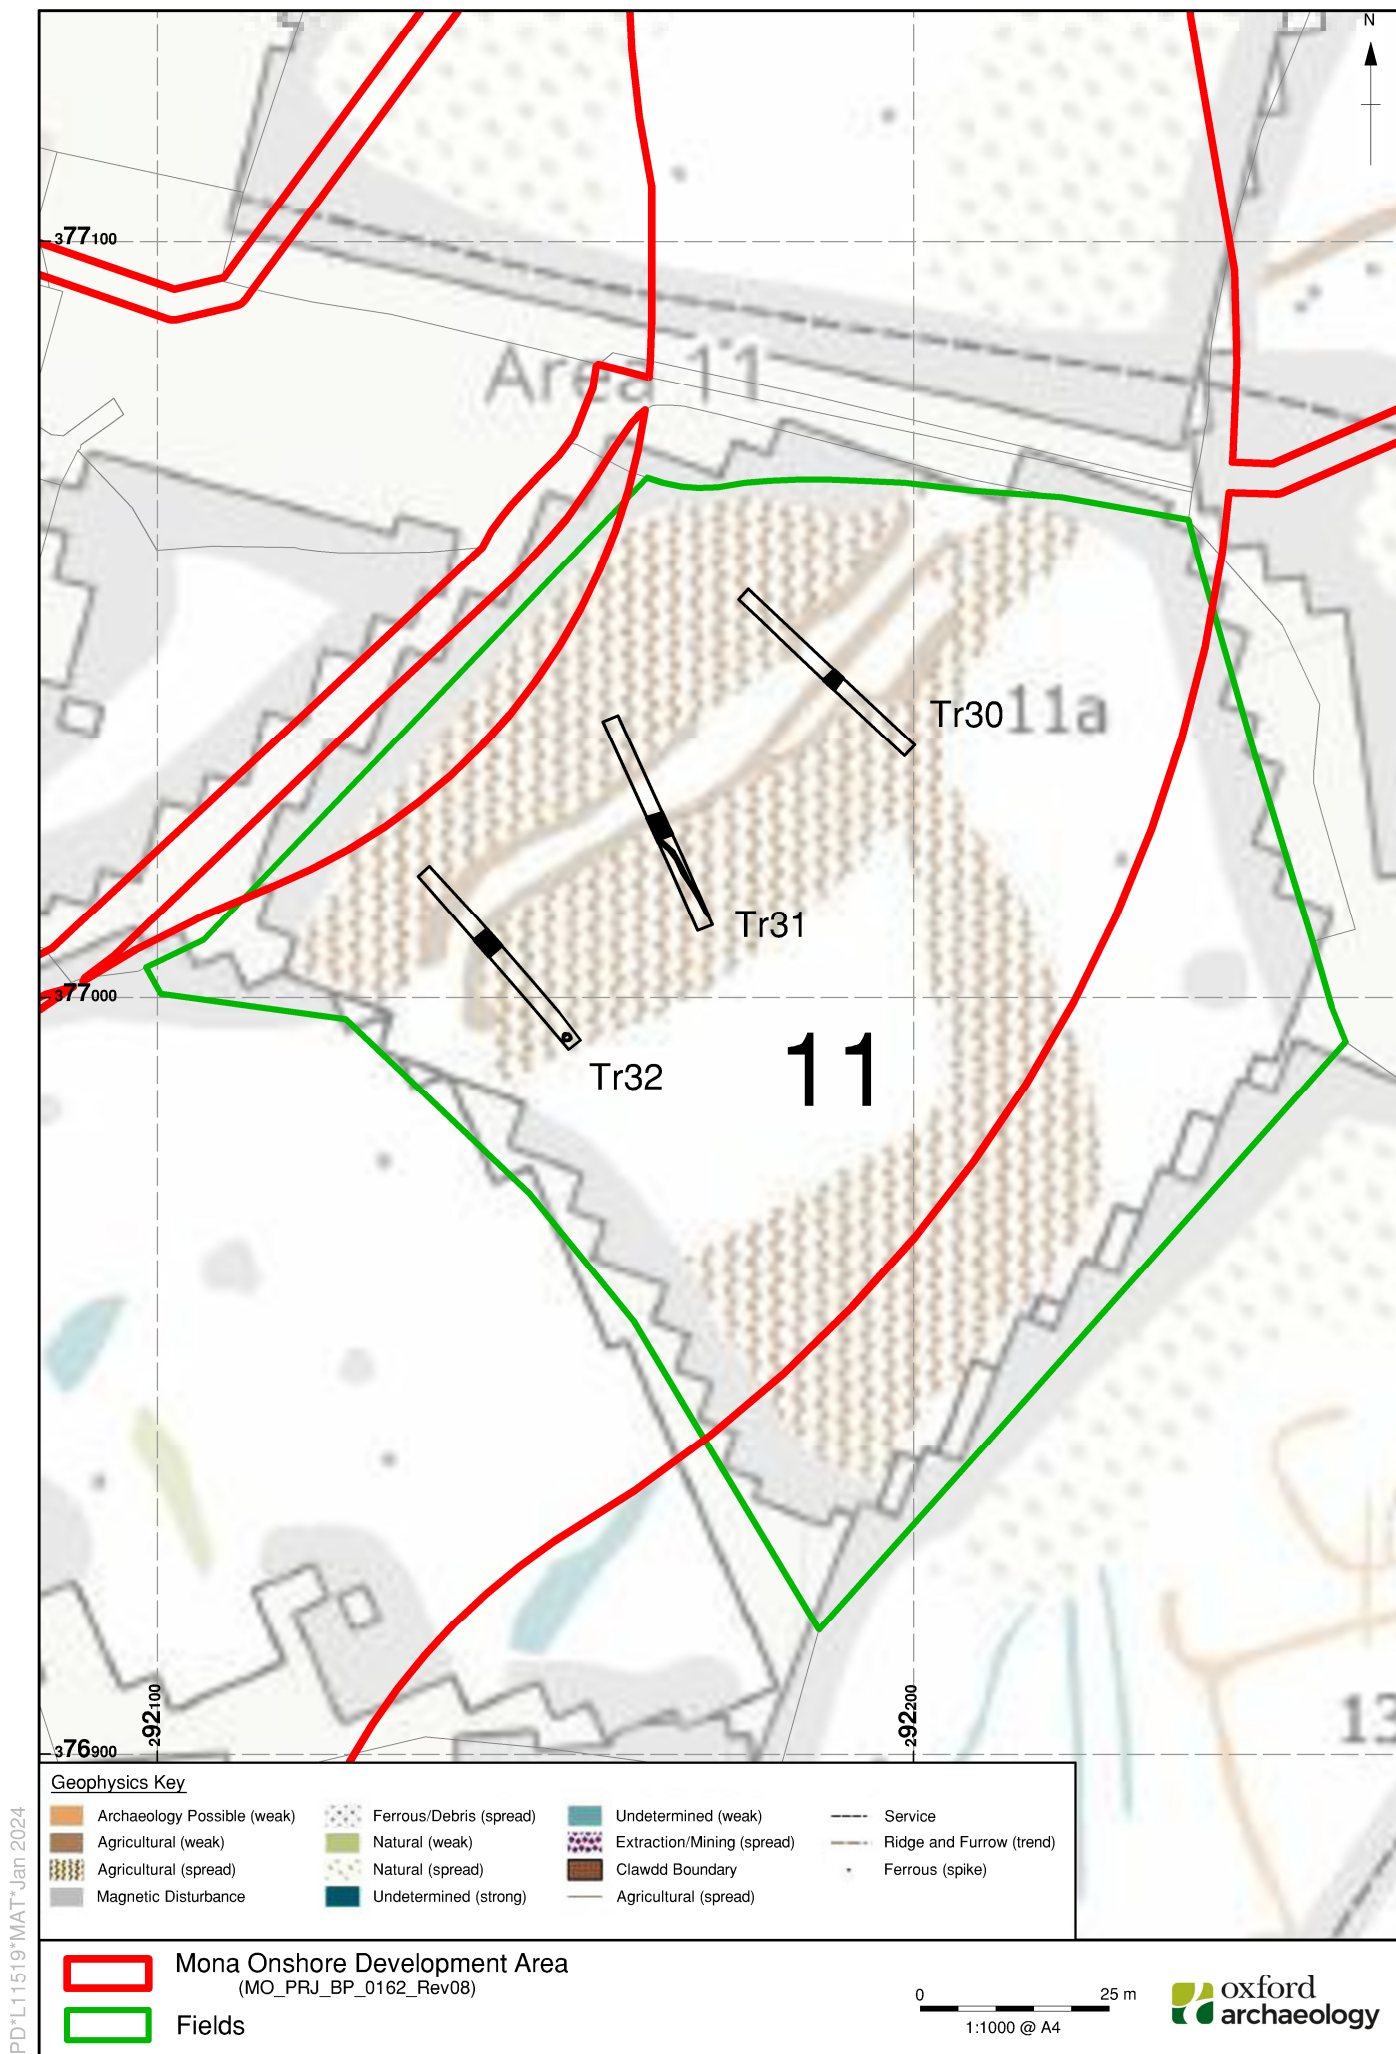 N
377100
Area 11
Tr30
11a
Tr31
377000
11
Tr32
13
292100
292200
376900
Geophysics Key
Archaeology Possible (weak)
Agricultural (weak)
Agricultural (spread)
Magnetic Disturbance
Ferrous/Debris (spread)
Natural (weak)
Natural (spread)
Undetermined (strong)
Undetermined (weak)
Extraction/Mining (spread)
Clawdd Boundary
Agricultural (spread)
Service
Ridge and Furrow (trend)
Ferrous (spike)
PD*L11519*MAT*Jan 2024
Mona Onshore Development Area
(MO_PRJ_BP_0162_Rev08)
Fields
0 25 m
1:1000 @ A4
oxford
archaeology